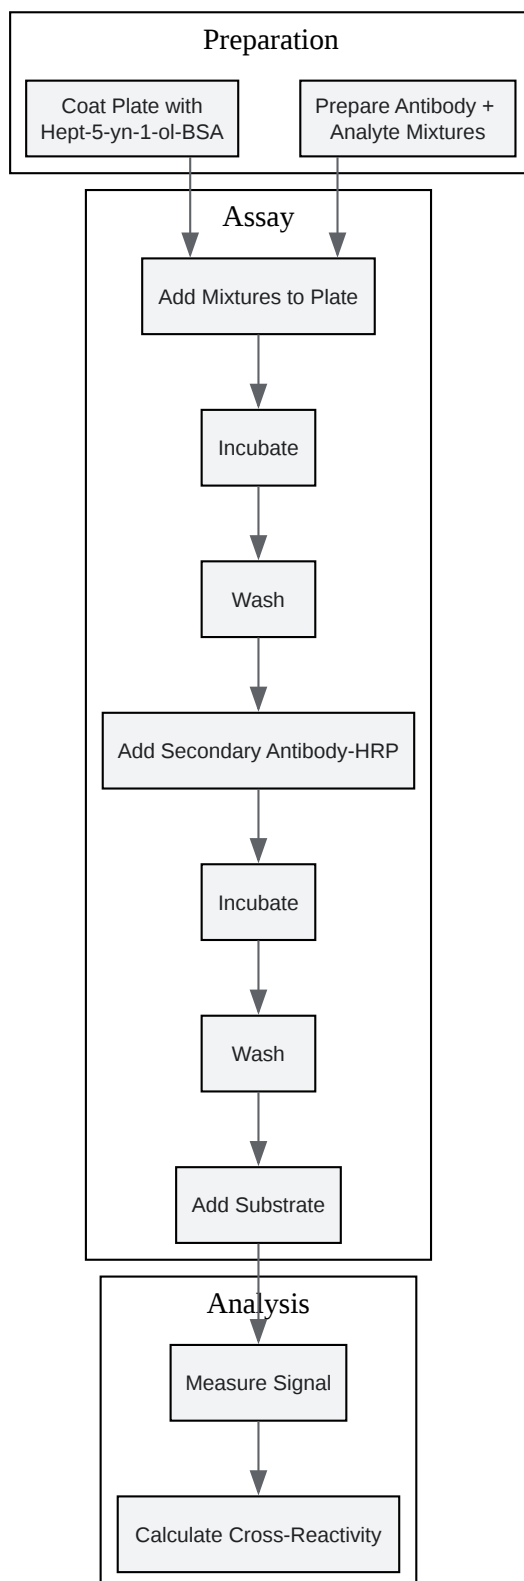 Preparation
Coat Plate with
Hept-5-yn-1-ol-BSA
Prepare Antibody +
Analyte Mixtures
Assay
Add Mixtures to Plate
Incubate
Wash
Add Secondary Antibody-HRP
Incubate
Wash
Add Substrate
Analysis
Measure Signal
Calculate Cross-Reactivity